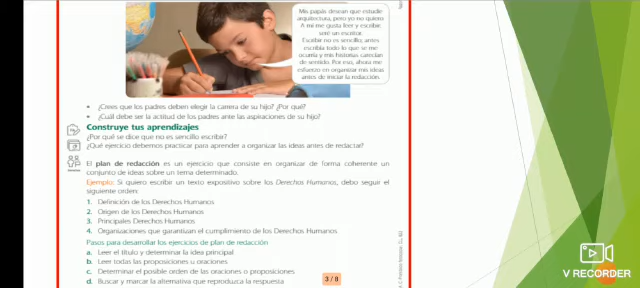 Mis papás desean que estudie
arquitectura, pero yo no quiero.
A mí me gusta leer y escribir,
seré un escritor.
Escribir no es sencillo; antes
escribía todo lo que se me
ocurría y mis historias carecían
de sentido. Por eso, ahora me
esfuerzo en organizar mis ideas
antes de iniciar la redacción.
• ¿Crees que los padres deben elegir la carrera de su hijo? ¿Por qué?
• ¿Cuál debe ser la actitud de los padres ante las aspiraciones de su hijo?
Construye tus aprendizajes
¿Por qué se dice que no es sencillo escribir?
¿Qué ejercicio debemos practicar para aprender a organizar las ideas antes de redactar?
El plan de redacción es un ejercicio que consiste en organizar de forma coherente un
conjunto de ideas sobre un tema determinado.
Ejemplo: Si quiero escribir un texto expositivo sobre los Derechos Humanos, debo seguir el
siguiente orden:
1. Definición de los Derechos Humanos
2. Origen de los Derechos Humanos
3. Principales Derechos Humanos
4. Organizaciones que garantizan el cumplimiento de los Derechos Humanos
Pasos para desarrollar los ejercicios de plan de redacción
a. Leer el título y determinar la idea principal
b. Leer todas las proposiciones u oraciones
c. Determinar el posible orden de las oraciones o proposiciones
d. Buscar y marcar la alternativa que reproduzca la respuesta
3 / 8
V RECORDER